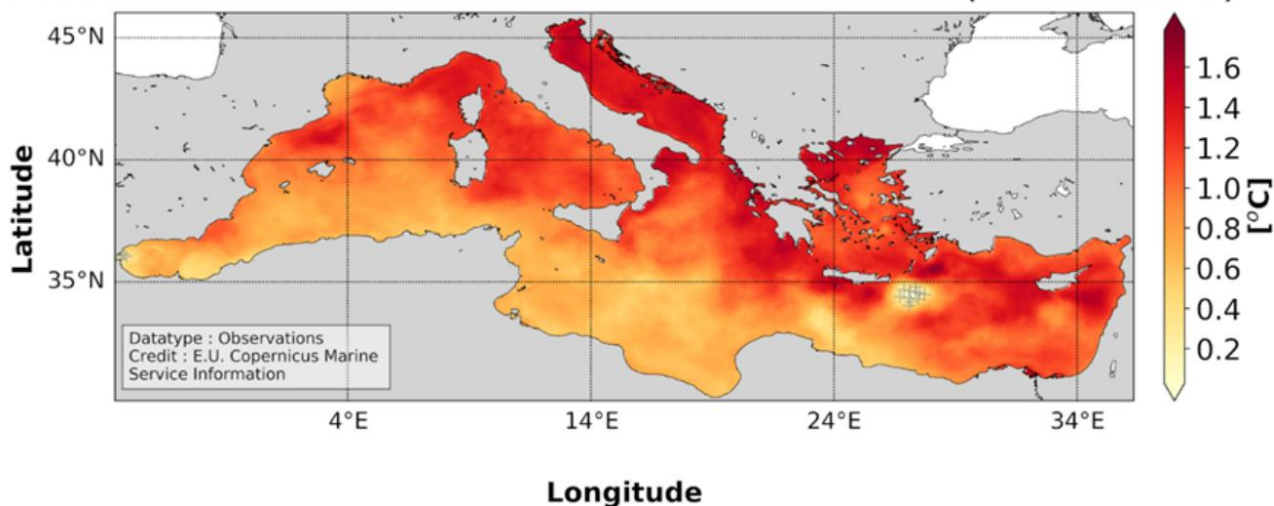 45°N
40°N
35°N
Latitude
Datatype : Observations
Credit : E.U. Copernicus Marine
Service Information
4°E
14°E
24°E
34°E
Longitude
1.6
1.4
1.2
1.0
0.8
0.6
0.4
0.2
[°C]